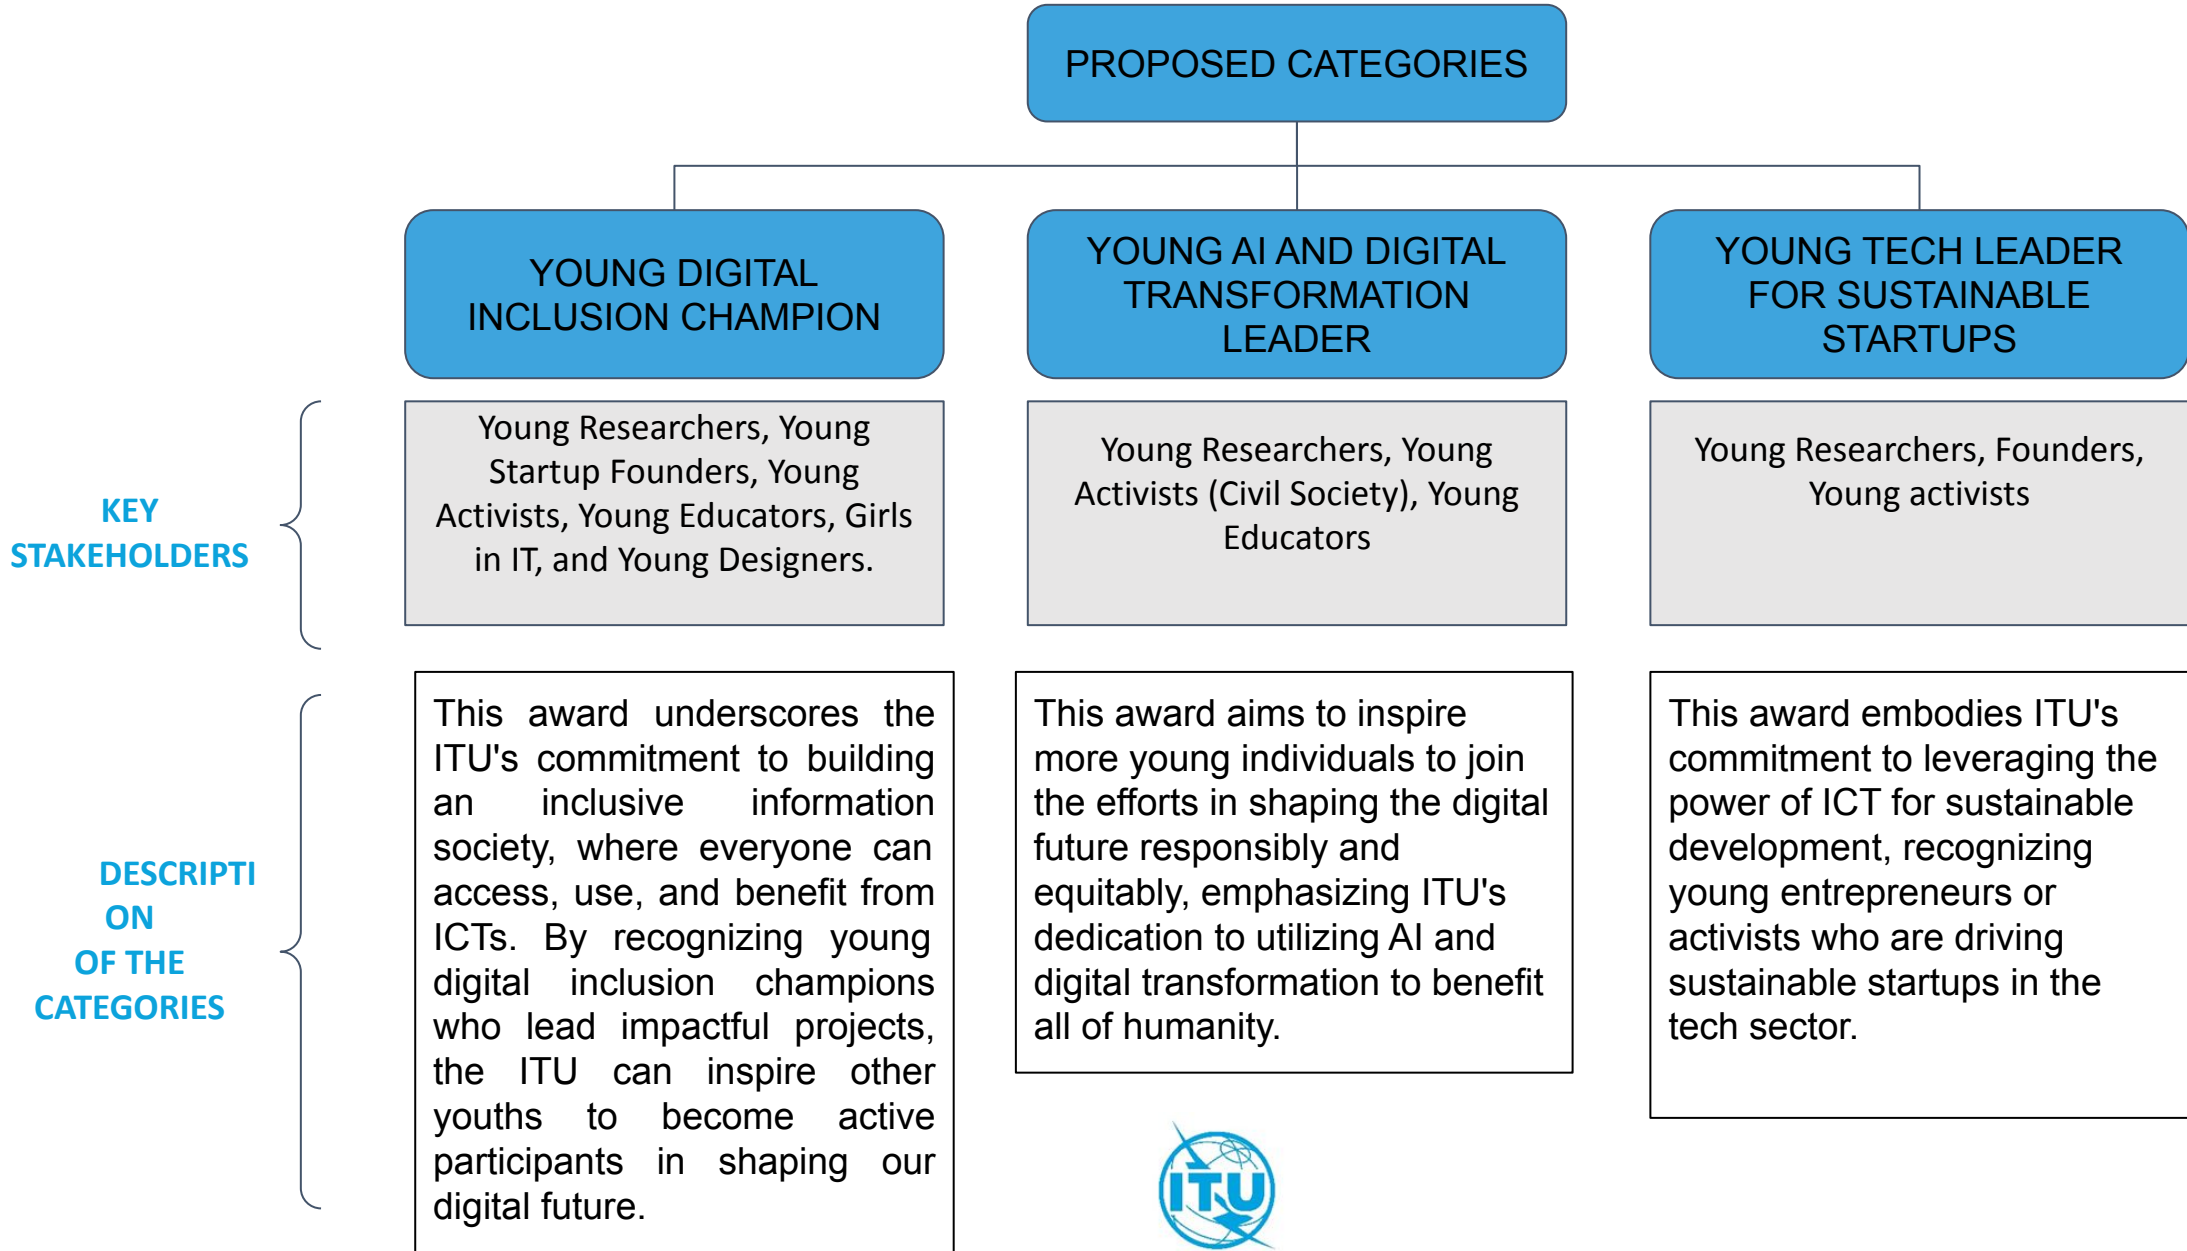 PROPOSED CATEGORIES
YOUNG DIGITAL
INCLUSION CHAMPION
YOUNG AI AND DIGITAL
TRANSFORMATION
LEADER
YOUNG TECH LEADER
FOR SUSTAINABLE
STARTUPS
KEY
STAKEHOLDERS
Young Researchers, Young
Startup Founders, Young
Activists, Young Educators, Girls
in IT, and Young Designers.
Young Researchers, Young
Activists (Civil Society), Young
Educators
Young Researchers, Founders,
Young activists
DESCRIPTI
ON
OF THE
CATEGORIES
This award underscores the
ITU's commitment to building
an inclusive information
society, where everyone can
access, use, and benefit from
ICTs. By recognizing young
digital inclusion champions
who lead impactful projects,
the ITU can inspire other
youths to become active
participants in shaping our
digital future.
This award aims to inspire
more young individuals to join
the efforts in shaping the digital
future responsibly and
equitably, emphasizing ITU's
dedication to utilizing AI and
digital transformation to benefit
all of humanity.
This award embodies ITU's
commitment to leveraging the
power of ICT for sustainable
development, recognizing
young entrepreneurs or
activists who are driving
sustainable startups in the
tech sector.
ITU